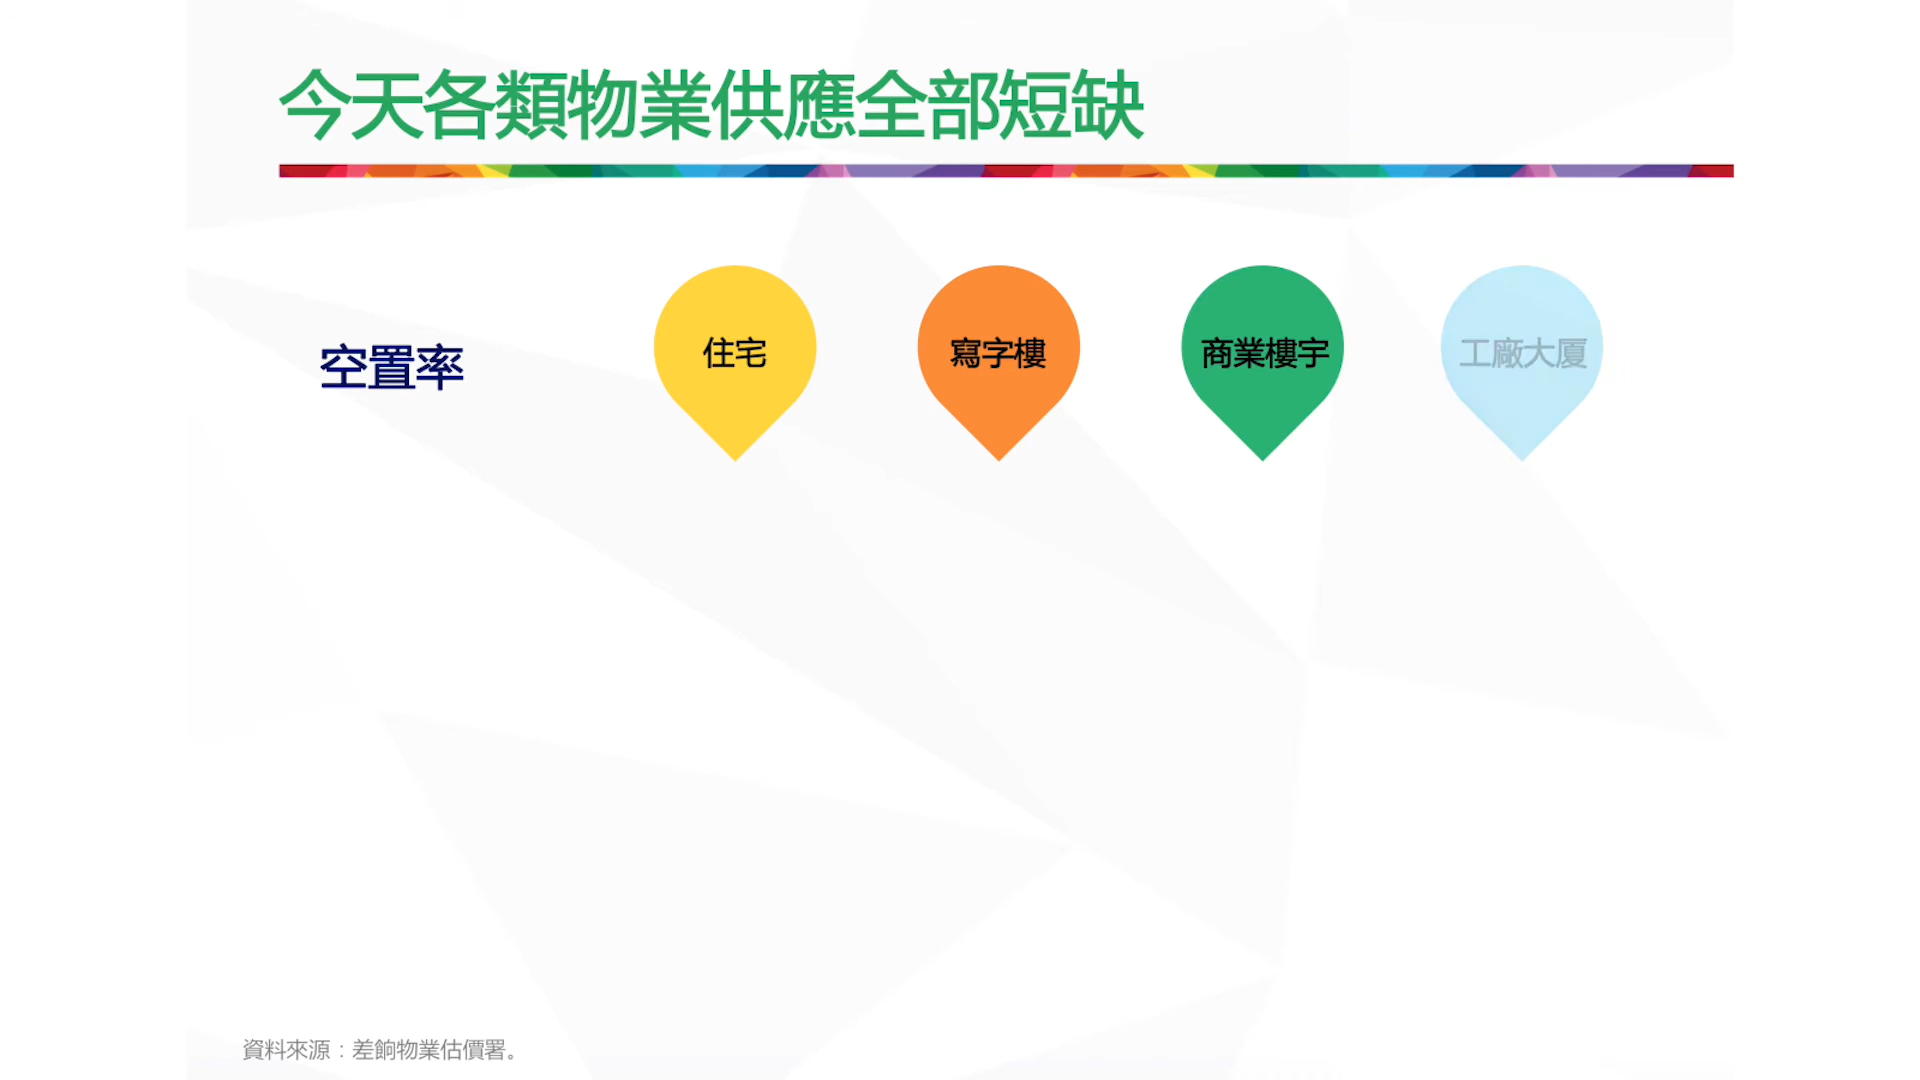 今天各類物業供應全部短缺
空置率
住宅
寫字樓
商業樓宇
工廠大厦
資料來源：差餉物業估價署。